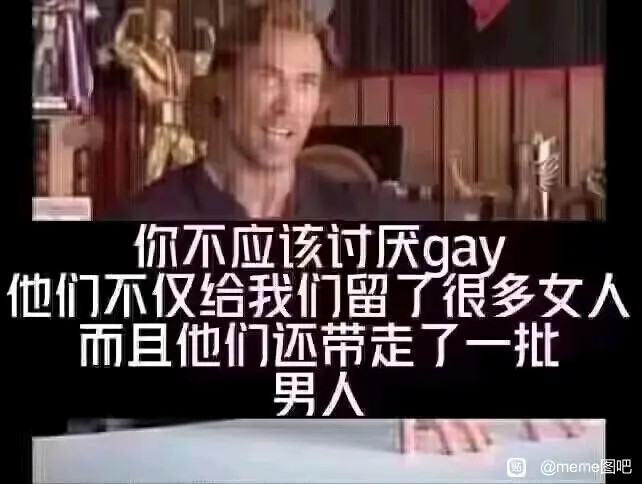 你不应该讨厌gay
他们不仅给我们留了很多女人
而且他们还带走了一批
男人
贴 @meme图吧